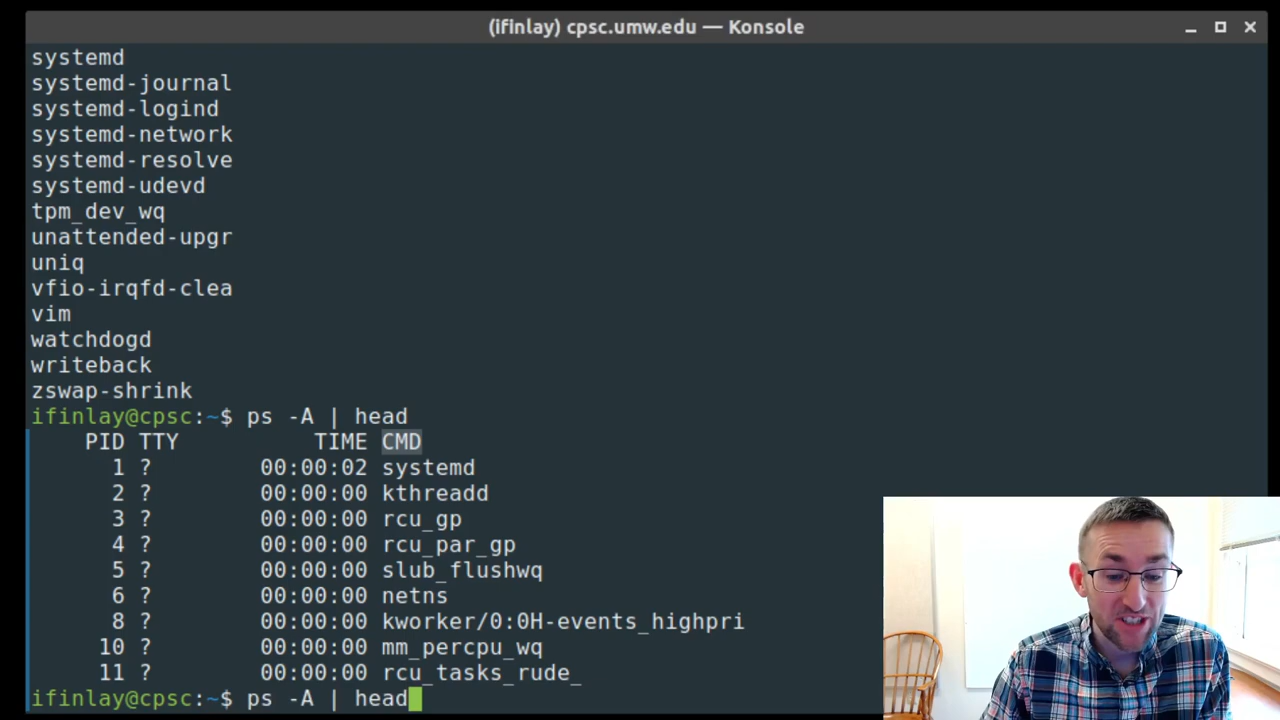 (ifinlay) cpsc.umw.edu — Konsole
systemd
systemd-journal
systemd-logind
systemd-network
systemd-resolve
systemd-udevd
tpm_dev_wq
unattended-upgr
uniq
vfio-irqfd-clea
vim
watchdogd
writeback
zswap-shrink
ifinlay@cpsc:~$ ps -A | head
    PID TTY          TIME CMD
      1 ?        00:00:02 systemd
      2 ?        00:00:00 kthreadd
      3 ?        00:00:00 rcu_gp
      4 ?        00:00:00 rcu_par_gp
      5 ?        00:00:00 slub_flushwq
      6 ?        00:00:00 netns
      8 ?        00:00:00 kworker/0:0H-events_highpri
     10 ?        00:00:00 mm_percpu_wq
     11 ?        00:00:00 rcu_tasks_rude_
ifinlay@cpsc:~$ ps -A | head